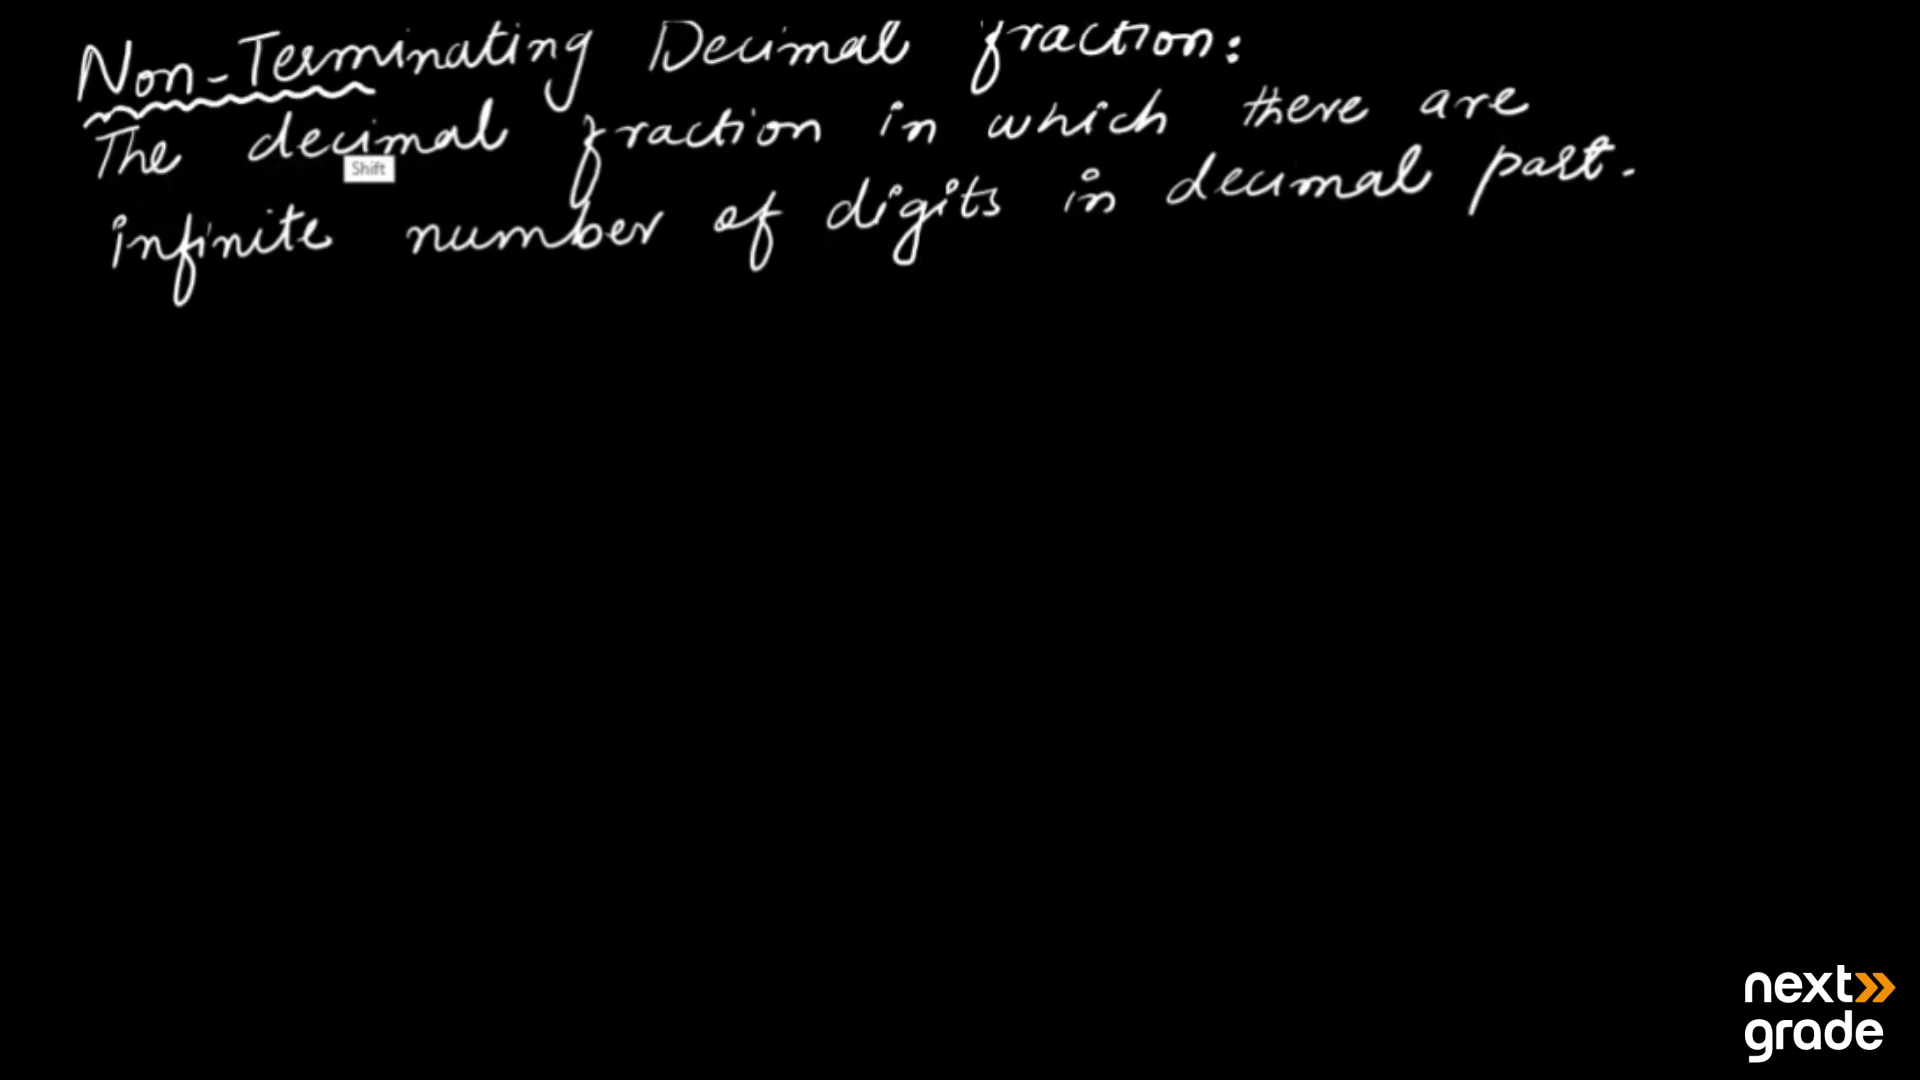 Non-Terminating Decimal fraction:
The decimal fraction in which there are
Shift
infinite number of digits in decimal part.
next
grade